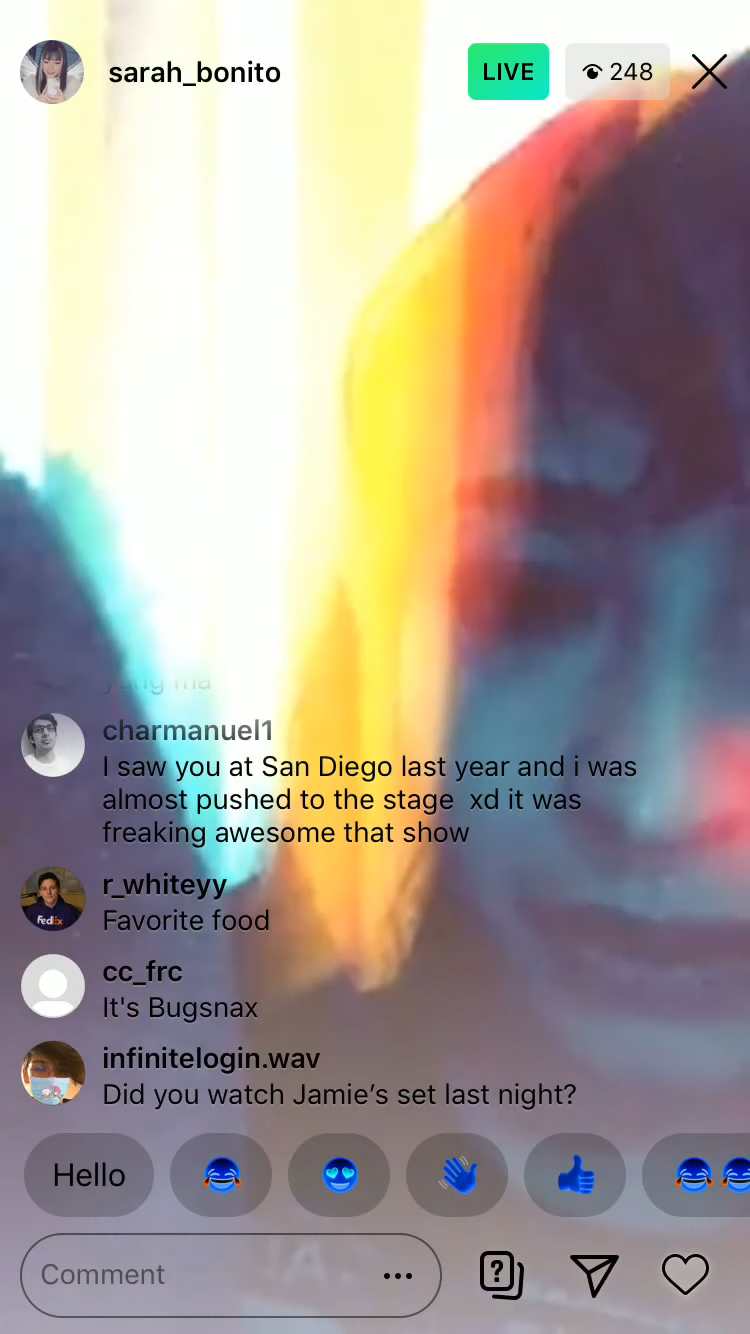 sarah_bonito
LIVE
248
charmanuel1
I saw you at San Diego last year and i was
almost pushed to the stage  xd it was
freaking awesome that show
r_whiteyy
Favorite food
FedEx
cc_frc
It's Bugsnax
infinitelogin.wav
Did you watch Jamie’s set last night?
Hello
Comment